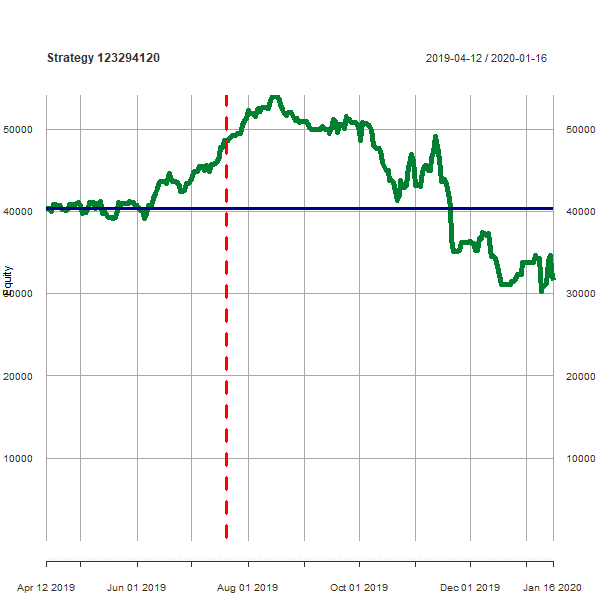 Strategy 123294120
2019-04-12 / 2020-01-16
50000
50000
40000
40000
Equity
30000
30000
20000
20000
10000
10000
Apr 12 2019
Jun 01 2019
Aug 01 2019
Oct 01 2019
Dec 01 2019
Jan 16 2020